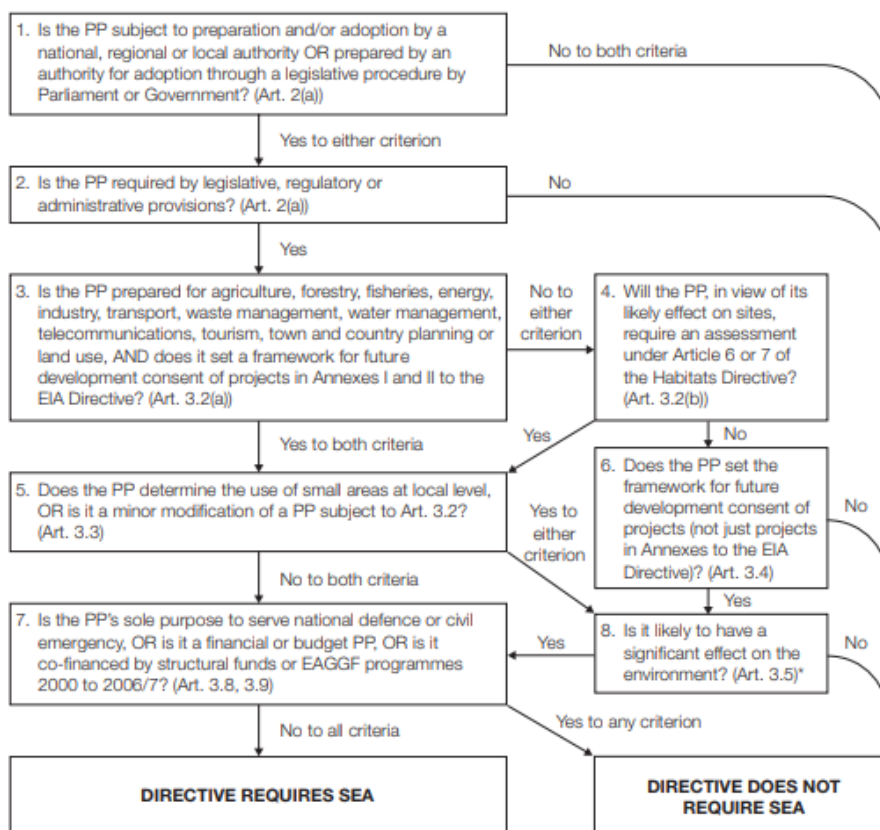 1. Is the PP subject to preparation and/or adoption by a
national, regional or local authority OR prepared by an
authority for adoption through a legislative procedure by
Parliament or Government? (Art. 2(a))
No to both criteria
Yes to either criterion
2. Is the PP required by legislative, regulatory or
administrative provisions? (Art. 2(a))
No
Yes
3. Is the PP prepared for agriculture, forestry, fisheries, energy,
industry, transport, waste management, water management,
telecommunications, tourism, town and country planning or
land use, AND does it set a framework for future
development consent of projects in Annexes I and II to the
EIA Directive? (Art. 3.2(a))
No to
either
criterion
4. Will the PP, in view of its
likely effect on sites,
require an assessment
under Article 6 or 7 of
the Habitats Directive?
(Art. 3.2(b))
Yes to both criteria
Yes
No
5. Does the PP determine the use of small areas at local level,
OR is it a minor modification of a PP subject to Art. 3.2?
(Art. 3.3)
Yes to
either
criterion
6. Does the PP set the
framework for future
development consent of
projects (not just projects
in Annexes to the EIA
Directive)? (Art. 3.4)
No
No to both criteria
Yes
7. Is the PP's sole purpose to serve national defence or civil
emergency, OR is it a financial or budget PP, OR is it
co-financed by structural funds or EAGGF programmes
2000 to 2006/7? (Art. 3.8, 3.9)
Yes
8. Is it likely to have a
significant effect on the
environment? (Art. 3.5)*
No
No to all criteria
Yes to any criterion
DIRECTIVE REQUIRES SEA
DIRECTIVE DOES NOT
REQUIRE SEA